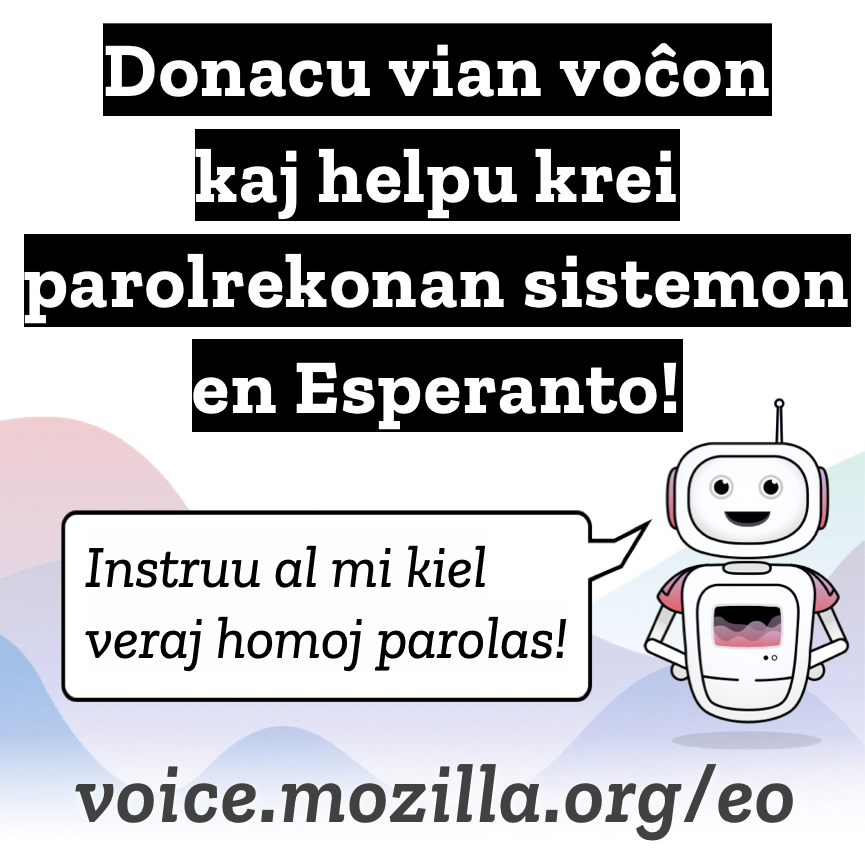 Donacu vian voĉon
kaj helpu krei
parolrekonan sistemon
en Esperanto!
Instruu al mi kiel
veraj homoj parolas!
voice.mozilla.org/eo